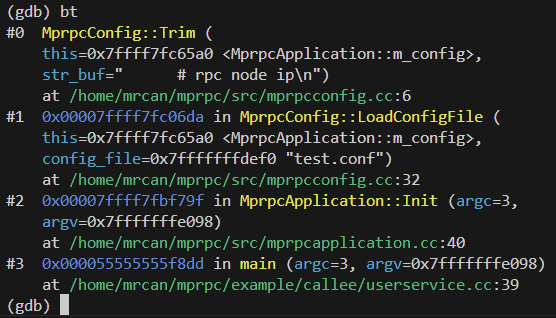 (gdb) bt
#0  MprpcConfig::Trim (
    this=0x7ffff7fc65a0 <MprpcApplication::m_config>,
    str_buf="      # rpc node ip\n")
    at /home/mrcan/mprpc/src/mprpcconfig.cc:6
#1  0x00007ffff7fc06da in MprpcConfig::LoadConfigFile (
    this=0x7ffff7fc65a0 <MprpcApplication::m_config>,
    config_file=0x7fffffffdef0 "test.conf")
    at /home/mrcan/mprpc/src/mprpcconfig.cc:32
#2  0x00007ffff7fbf79f in MprpcApplication::Init (argc=3,
    argv=0x7fffffffe098)
    at /home/mrcan/mprpc/src/mprpcapplication.cc:40
#3  0x000055555555f8dd in main (argc=3, argv=0x7fffffffe098)
    at /home/mrcan/mprpc/example/callee/userservice.cc:39
(gdb)